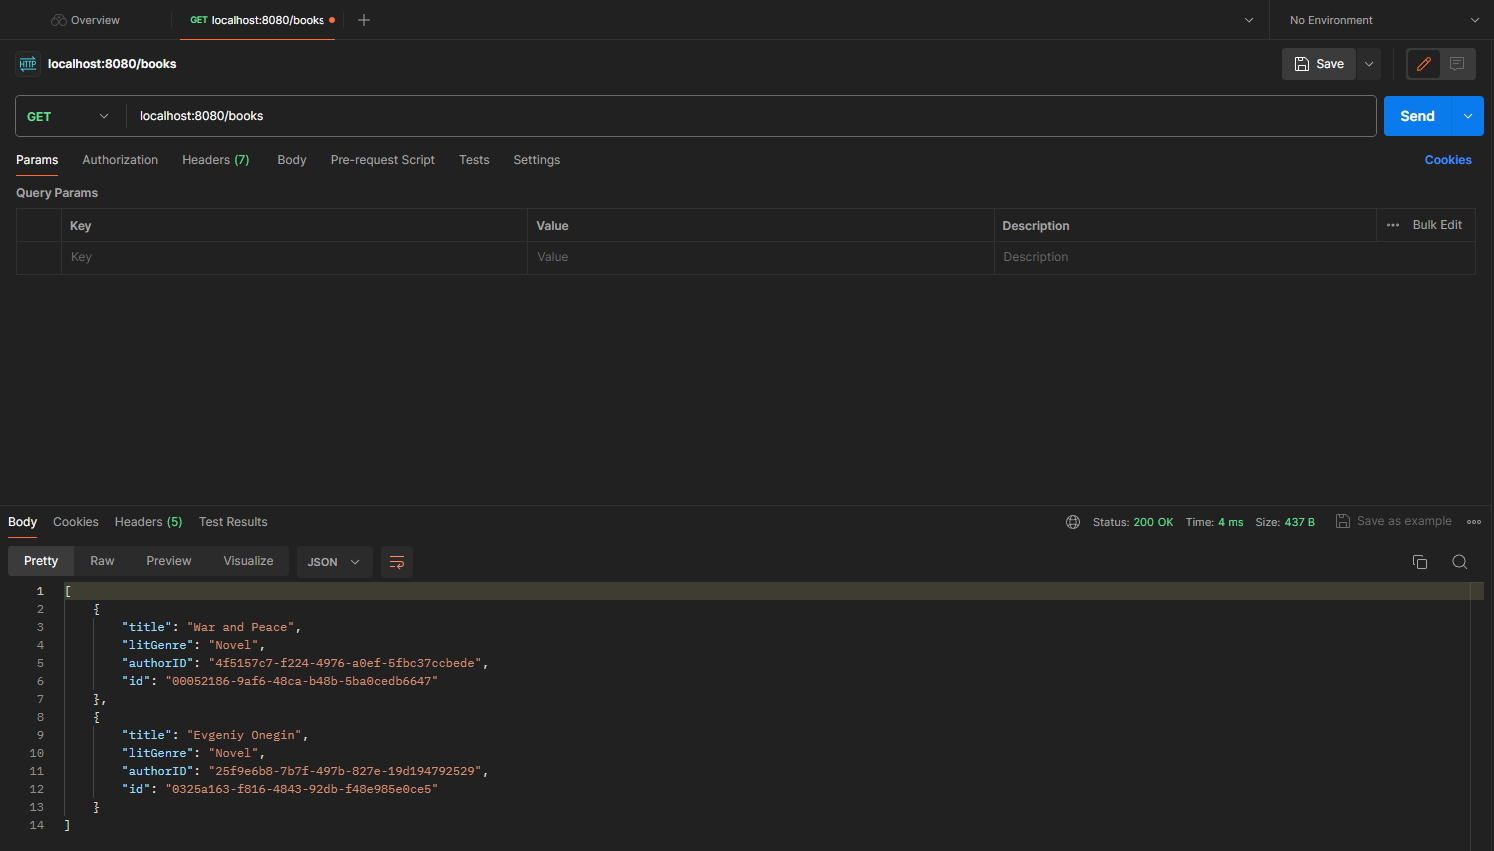 Overview GET localhost:8080/books No Environment
HTTP localhost:8080/books Save
GET localhost:8080/books Send
Params Authorization Headers (7) Body Pre-request Script Tests Settings Cookies
Query Params
Key Value Description Bulk Edit
Key Value Description
Body Cookies Headers (5) Test Results Status: 200 OK Time: 4 ms Size: 437 B Save as example
Pretty Raw Preview Visualize JSON
1 [
2 {
3 "title": "War and Peace",
4 "litGenre": "Novel",
5 "authorID": "4f5157c7-f224-4976-a0ef-5fbc37ccbede",
6 "id": "00052186-9af6-48ca-b48b-5ba0cedb6647"
7 },
8 {
9 "title": "Evgeniy Onegin",
10 "litGenre": "Novel",
11 "authorID": "25f9e6b8-7b7f-497b-827e-19d194792529",
12 "id": "0325a163-f816-4843-92db-f48e985e0ce5"
13 }
14 ]